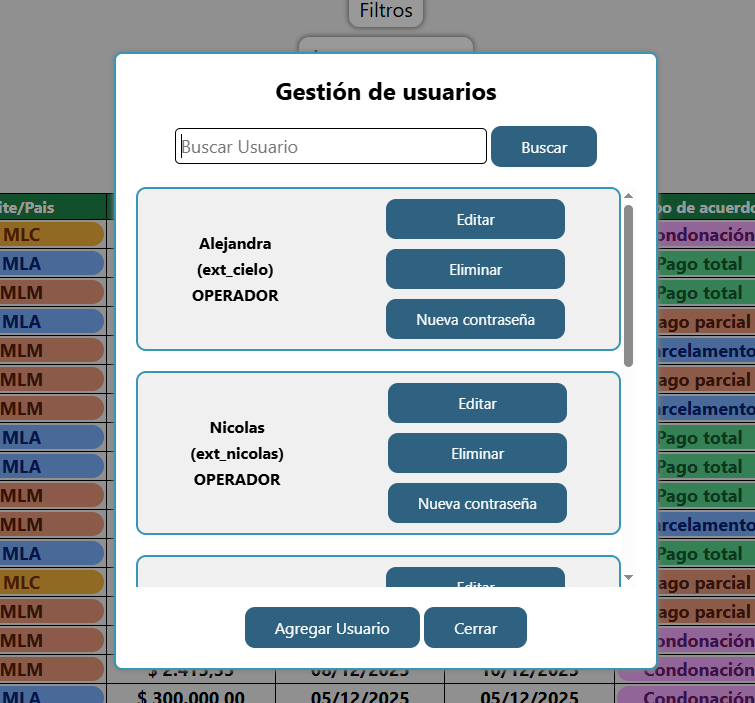 Filtros
Gestión de usuarios
Buscar Usuario
Buscar
Alejandra
(ext_cielo)
OPERADOR
Editar
Eliminar
Nueva contraseña
Nicolas
(ext_nicolas)
OPERADOR
Editar
Eliminar
Nueva contraseña
Editar
Agregar Usuario
Cerrar
ite/Pais
MLC
MLA
MLM
MLA
MLM
MLM
MLM
MLA
MLA
MLM
MLM
MLA
MLC
MLM
MLM
MLM
MLA
po de acuerdo
ondonación
Pago total
Pago total
ago parcial
rcelamento
ago parcial
rcelamento
Pago total
Pago total
Pago total
rcelamento
Pago total
ago parcial
ago parcial
ondonación
$ 2.415,35 08/12/2025 10/12/2025 Condonación
$ 300.000,00 05/12/2025 05/12/2025 Condonación